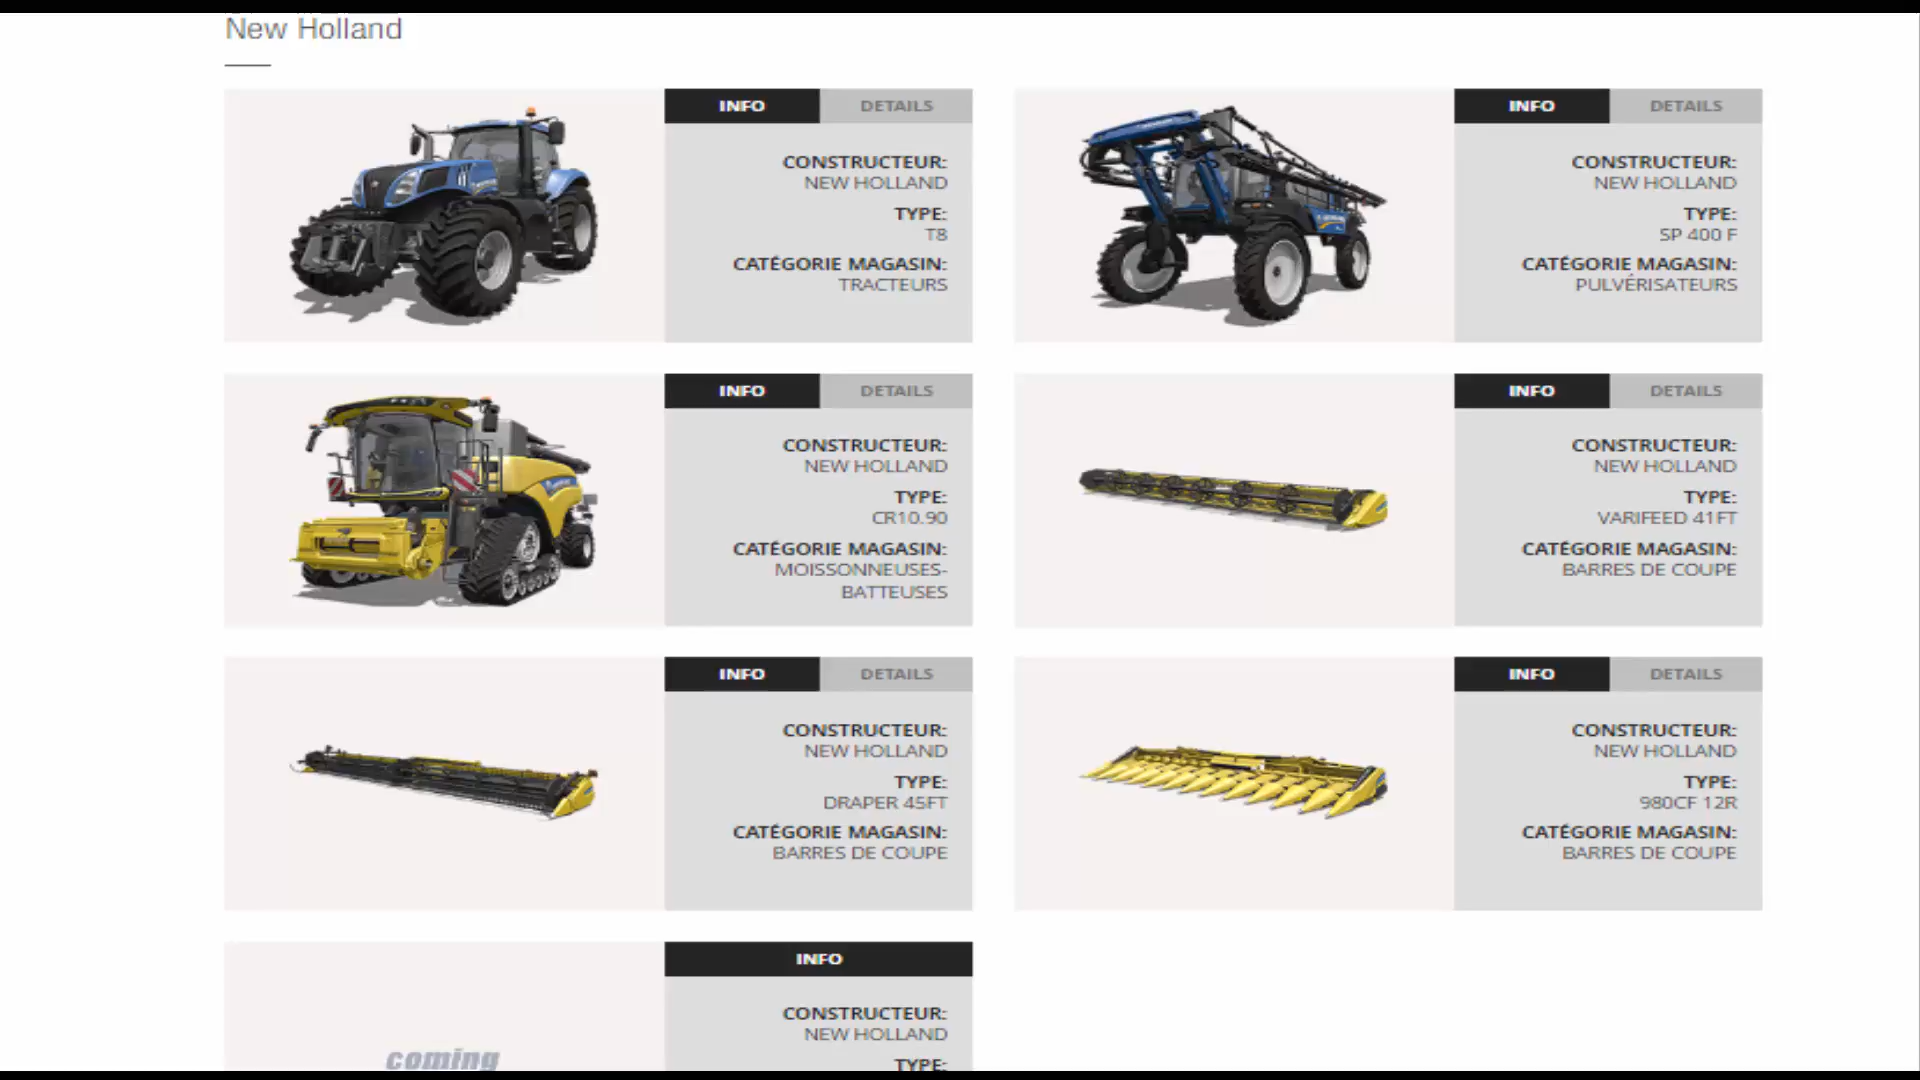 New Holland
INFO DETAILS
CONSTRUCTEUR:
NEW HOLLAND
TYPE:
T8
CATÉGORIE MAGASIN:
TRACTEURS
INFO DETAILS
CONSTRUCTEUR:
NEW HOLLAND
TYPE:
SP 400 F
CATÉGORIE MAGASIN:
PULVÉRISATEURS
INFO DETAILS
CONSTRUCTEUR:
NEW HOLLAND
TYPE:
CR10.90
CATÉGORIE MAGASIN:
MOISSONNEUSES-
BATTEUSES
INFO DETAILS
CONSTRUCTEUR:
NEW HOLLAND
TYPE:
VARIFEED 41FT
CATÉGORIE MAGASIN:
BARRES DE COUPE
INFO DETAILS
CONSTRUCTEUR:
NEW HOLLAND
TYPE:
DRAPER 45FT
CATÉGORIE MAGASIN:
BARRES DE COUPE
INFO DETAILS
CONSTRUCTEUR:
NEW HOLLAND
TYPE:
980CF 12R
CATÉGORIE MAGASIN:
BARRES DE COUPE
coming
INFO
CONSTRUCTEUR:
NEW HOLLAND
TYPE: